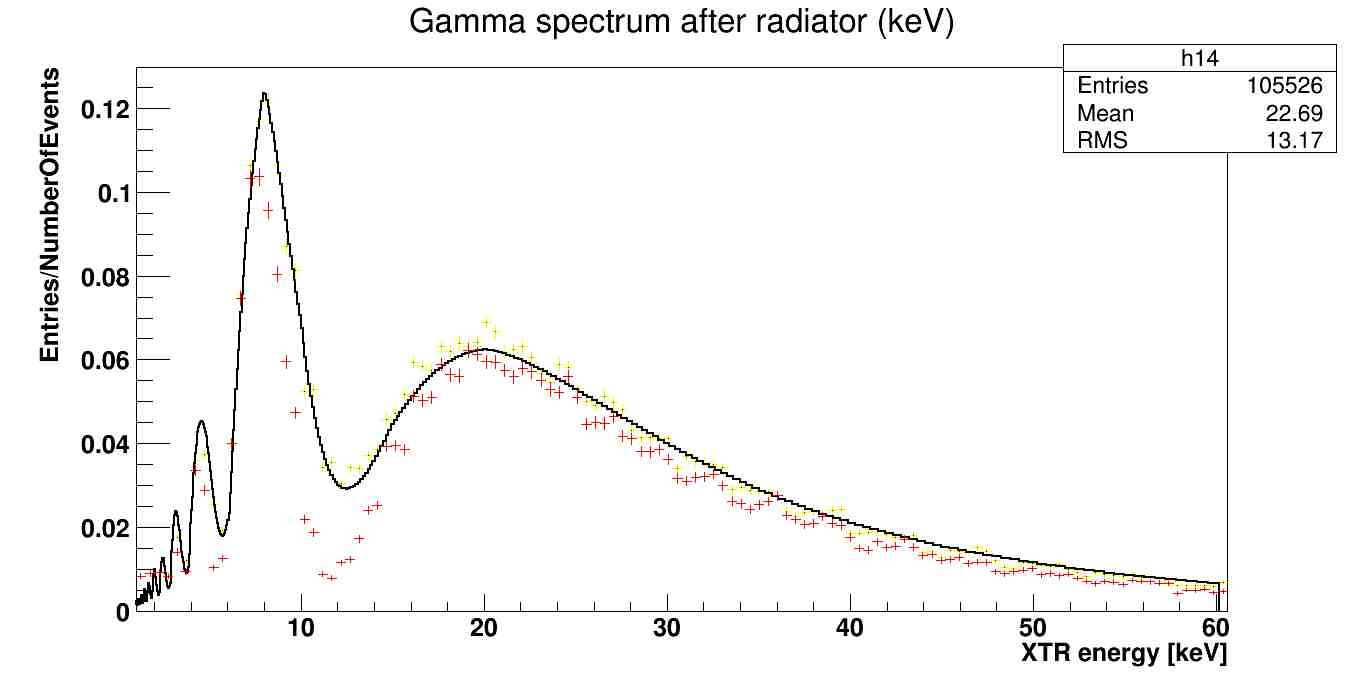 Gamma spectrum after radiator (keV)
h14
Entries 105526
Mean 22.69
RMS 13.17
Entries/NumberOfEvents
0.12
0.1
0.08
0.06
0.04
0.02
0
10 20 30 40 50 60
XTR energy [keV]